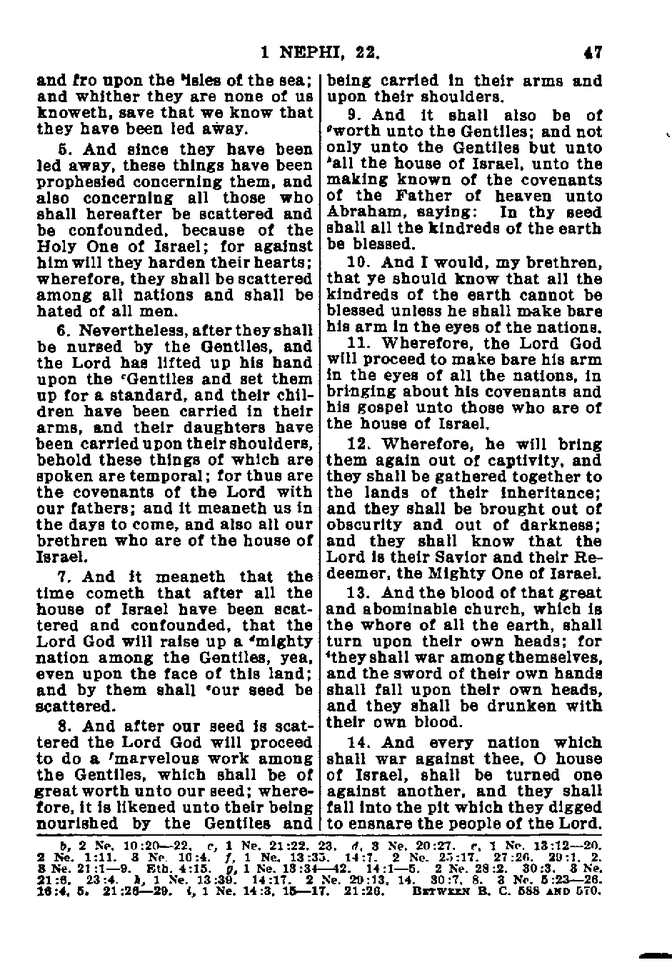 1 NEPHI, 22. 47
and fro upon the ᵇisles of the sea;
and whither they are none of us
knoweth, save that we know that
they have been led away.
5. And since they have been
led away, these things have been
prophesied concerning them, and
also concerning all those who
shall hereafter be scattered and
be confounded, because of the
Holy One of Israel; for against
him will they harden their hearts;
wherefore, they shall be scattered
among all nations and shall be
hated of all men.
6. Nevertheless, after they shall
be nursed by the Gentiles, and
the Lord has lifted up his hand
upon the ᶜGentiles and set them
up for a standard, and their chil-
dren have been carried in their
arms, and their daughters have
been carried upon their shoulders,
behold these things of which are
spoken are temporal; for thus are
the covenants of the Lord with
our fathers; and it meaneth us in
the days to come, and also all our
brethren who are of the house of
Israel.
7. And it meaneth that the
time cometh that after all the
house of Israel have been scat-
tered and confounded, that the
Lord God will raise up a ᵈmighty
nation among the Gentiles, yea,
even upon the face of this land;
and by them shall ᵉour seed be
scattered.
8. And after our seed is scat-
tered the Lord God will proceed
to do a ᶠmarvelous work among
the Gentiles, which shall be of
great worth unto our seed; where-
fore, it is likened unto their being
nourished by the Gentiles and
being carried in their arms and
upon their shoulders.
9. And it shall also be of
ᵍworth unto the Gentiles; and not
only unto the Gentiles but unto
ʰall the house of Israel, unto the
making known of the covenants
of the Father of heaven unto
Abraham, saying: In thy seed
shall all the kindreds of the earth
be blessed.
10. And I would, my brethren,
that ye should know that all the
kindreds of the earth cannot be
blessed unless he shall make bare
his arm in the eyes of the nations.
11. Wherefore, the Lord God
will proceed to make bare his arm
in the eyes of all the nations, in
bringing about his covenants and
his gospel unto those who are of
the house of Israel.
12. Wherefore, he will bring
them again out of captivity, and
they shall be gathered together to
the lands of their inheritance;
and they shall be brought out of
obscurity and out of darkness;
and they shall know that the
Lord is their Savior and their Re-
deemer, the Mighty One of Israel.
13. And the blood of that great
and abominable church, which is
the whore of all the earth, shall
turn upon their own heads; for
ⁱthey shall war among themselves,
and the sword of their own hands
shall fall upon their own heads,
and they shall be drunken with
their own blood.
14. And every nation which
shall war against thee, O house
of Israel, shall be turned one
against another, and they shall
fall into the pit which they digged
to ensnare the people of the Lord.
b, 2 Ne. 10:20—22. c, 1 Ne. 21:22, 23. d, 3 Ne. 20:27. e, 1 Ne. 13:12—20.
2 Ne. 1:11. 3 Ne. 16:4. f, 1 Ne. 13:35. 14:7. 2 Ne. 25:17. 27:26. 29:1, 2.
3 Ne. 21:1—9. Eth. 4:15. g, 1 Ne. 13:34—42. 14:1—5. 2 Ne. 28:2. 30:3. 3 Ne.
21:6. 23:4. h, 1 Ne. 13:39. 14:17. 2 Ne. 29:13, 14. 30:7, 8. 3 Ne. 5:23—26.
16:4, 5. 21:26—29. i, 1 Ne. 14:3, 15—17. 21:26. BETWEEN B. C. 588 AND 570.